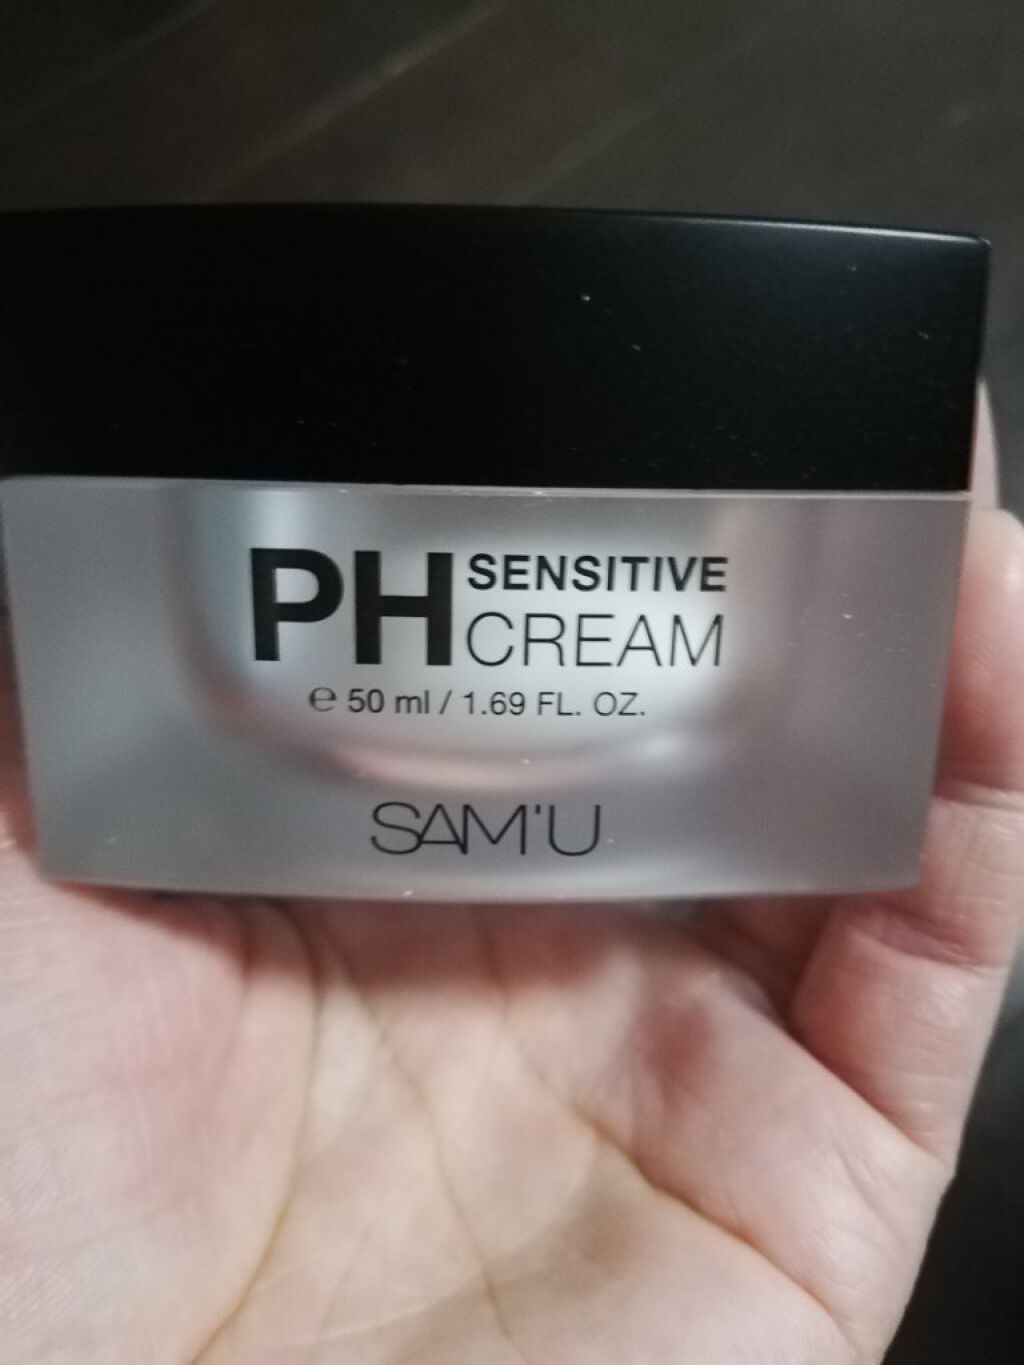 PH SENSITIVE
CREAM
℮ 50 ml / 1.69 FL. OZ.
SAM'U